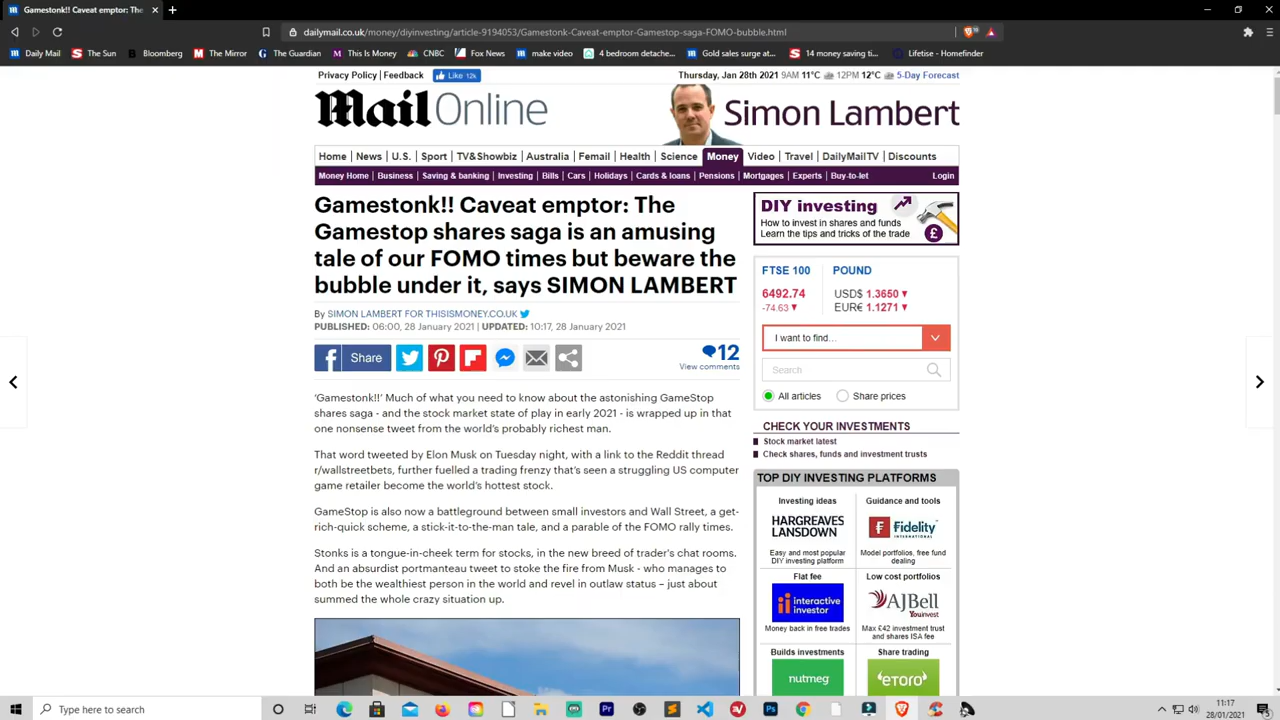 Gamestonk!! Caveat emptor: The
dailymail.co.uk/money/diyinvesting/article-9194053/Gamestonk-Caveat-emptor-Gamestop-saga-FOMO-bubble.html
Daily Mail The Sun Bloomberg The Mirror The Guardian This Is Money CNBC Fox News make video 4 bedroom detache... Gold sales surge at... 14 money saving ti... Lifetise - Homefinder
Privacy Policy | Feedback Like 12k
Thursday, Jan 28th 2021 9AM 11°C 12PM 12°C 5-Day Forecast
Mail Online
Simon Lambert
Home News U.S. Sport TV&Showbiz Australia Femail Health Science Money Video Travel DailyMailTV Discounts
Money Home Business Saving & banking Investing Bills Cars Holidays Cards & loans Pensions Mortgages Experts Buy-to-let Login
Gamestonk!! Caveat emptor: The
Gamestop shares saga is an amusing
tale of our FOMO times but beware the
bubble under it, says SIMON LAMBERT
By SIMON LAMBERT FOR THISISMONEY.CO.UK
PUBLISHED: 06:00, 28 January 2021 | UPDATED: 10:17, 28 January 2021
Share
12
View comments
‘Gamestonk!!’ Much of what you need to know about the astonishing GameStop
shares saga - and the stock market state of play in early 2021 - is wrapped up in that
one nonsense tweet from the world’s probably richest man.
That word tweeted by Elon Musk on Tuesday night, with a link to the Reddit thread
r/wallstreetbets, further fuelled a trading frenzy that’s seen a struggling US computer
game retailer become the world’s hottest stock.
GameStop is also now a battleground between small investors and Wall Street, a get-
rich-quick scheme, a stick-it-to-the-man tale, and a parable of the FOMO rally times.
Stonks is a tongue-in-cheek term for stocks, in the new breed of trader’s chat rooms.
And an absurdist portmanteau tweet to stoke the fire from Musk - who manages to
both be the wealthiest person in the world and revel in outlaw status – just about
summed the whole crazy situation up.
DIY investing
How to invest in shares and funds
Learn the tips and tricks of the trade
£
FTSE 100 POUND
6492.74 USD$ 1.3650
-74.63 EUR€ 1.1271
I want to find...
Search
All articles Share prices
CHECK YOUR INVESTMENTS
Stock market latest
Check shares, funds and investment trusts
TOP DIY INVESTING PLATFORMS
Investing ideas Guidance and tools
HARGREAVES
LANSDOWN
Fidelity
INTERNATIONAL
Easy and most popular
DIY investing platform
Model portfolios, free fund
dealing
Flat fee Low cost portfolios
interactive
investor
AJBell
Youinvest
Money back in free trades
Max £42 investment trust
and shares ISA fee
Builds investments Share trading
nutmeg eToro
Type here to search
11:17
28/01/2021